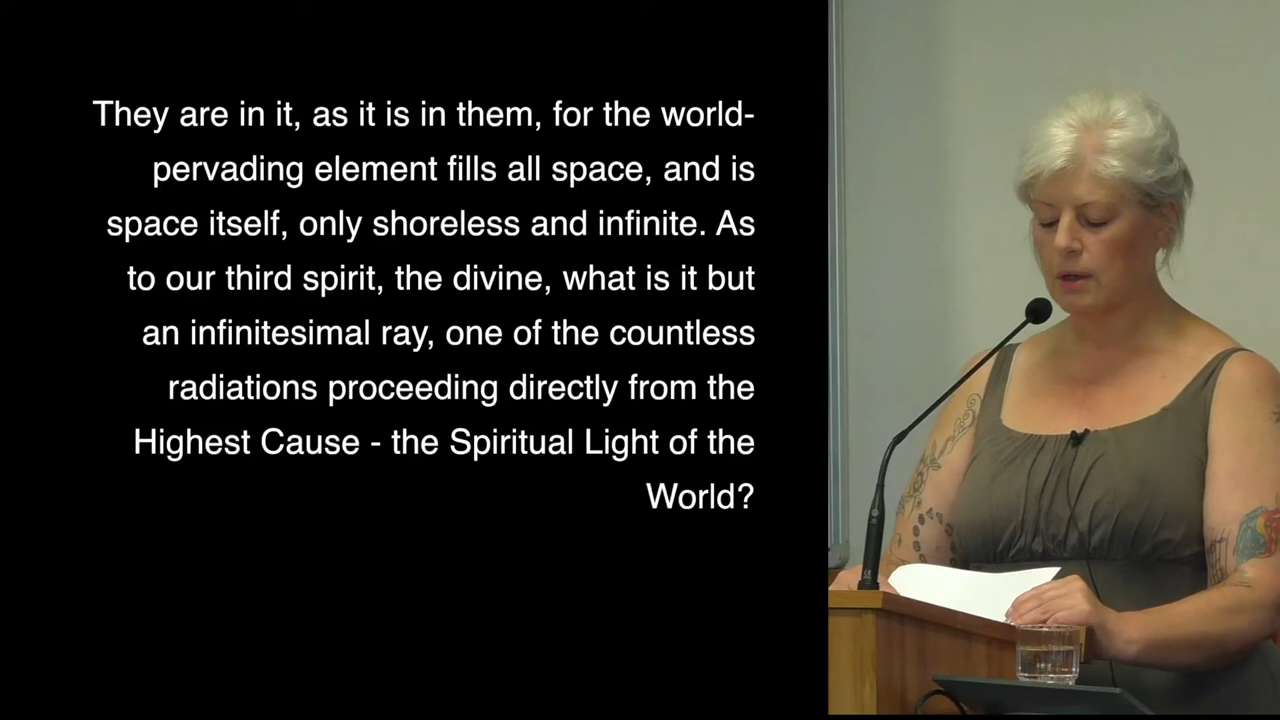 They are in it, as it is in them, for the world-
pervading element fills all space, and is
space itself, only shoreless and infinite. As
to our third spirit, the divine, what is it but
an infinitesimal ray, one of the countless
radiations proceeding directly from the
Highest Cause - the Spiritual Light of the
World?